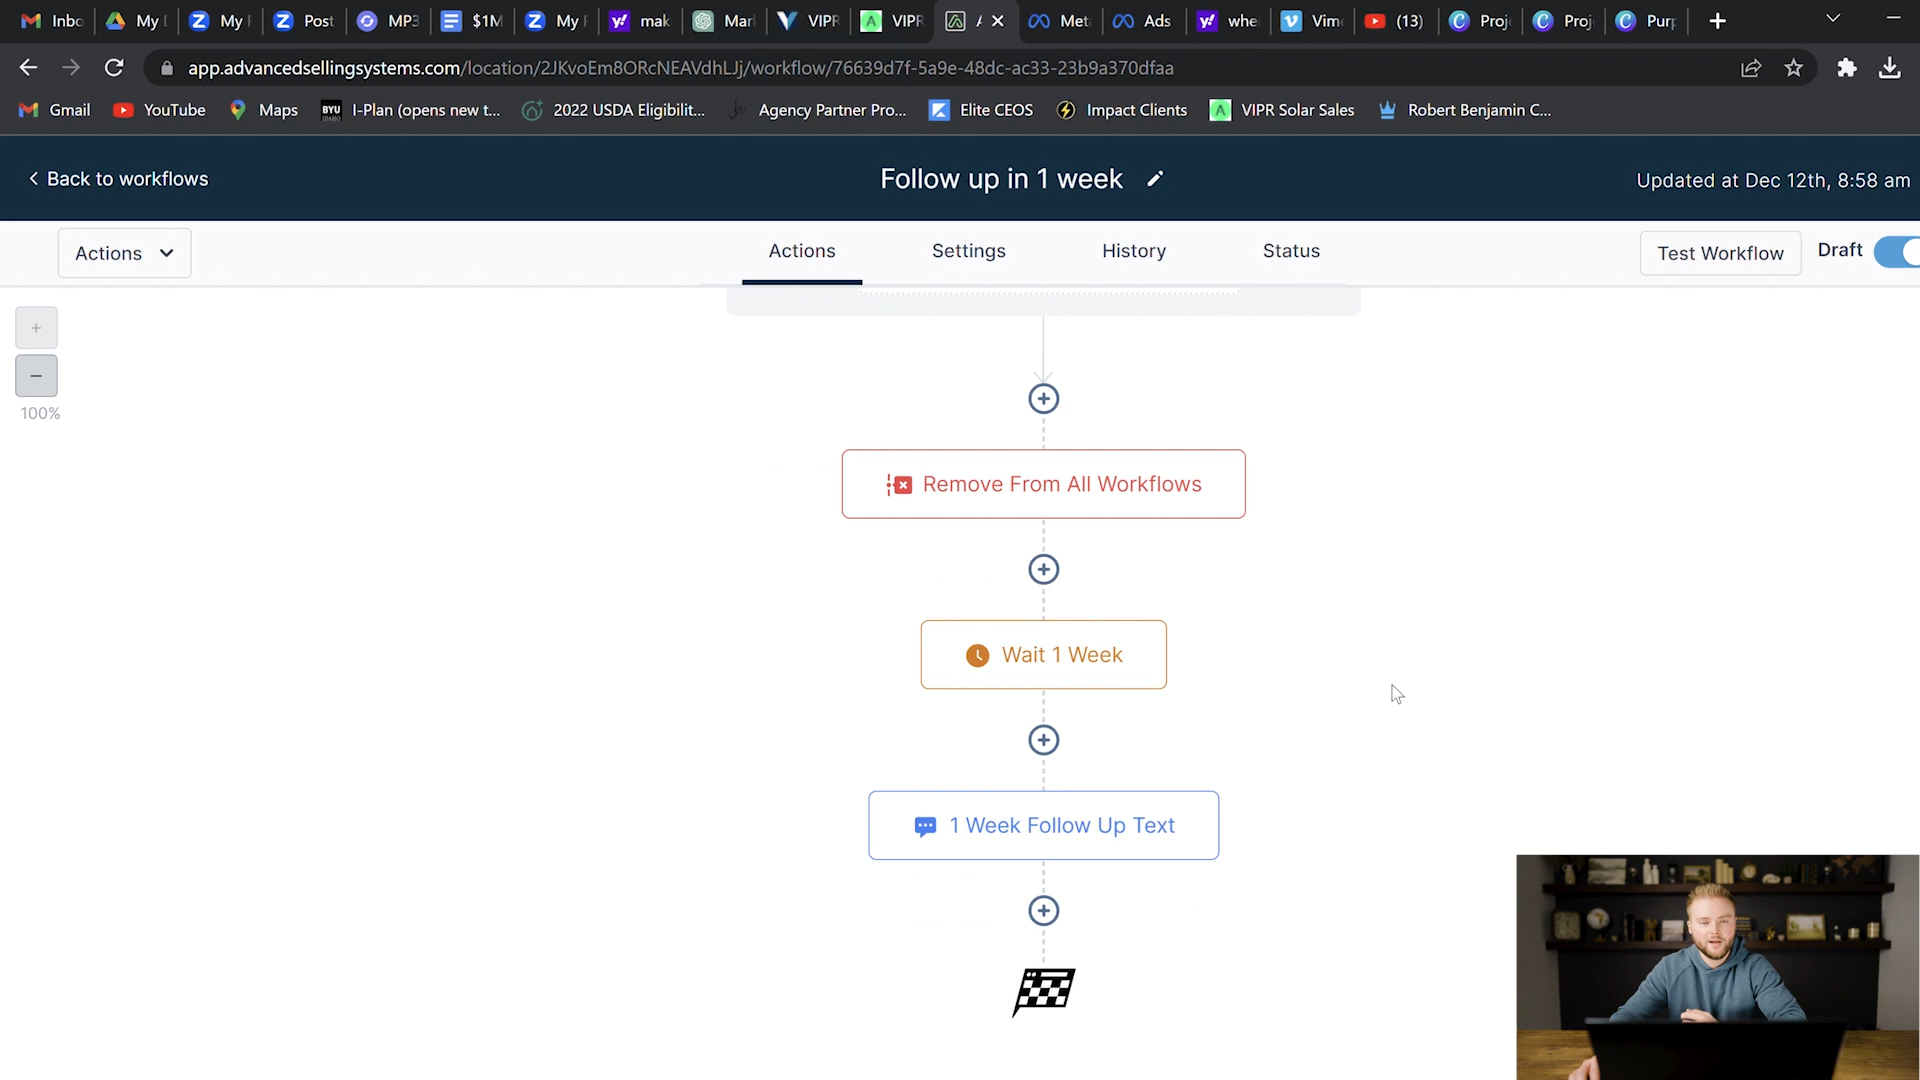 Inbo
My D
My I
Post
MP3
$1M
My I
mak
Marl
VIPR
VIPR
Met
Ads
whe
Vim
(13)
Proj
Proj
Purp
app.advancedsellingsystems.com/location/2JKvoEm8ORcNEAVdhLJj/workflow/76639d7f-5a9e-48dc-ac33-23b9a370dfaa
Gmail
YouTube
Maps
BYU
IDAHO
I-Plan (opens new t...
2022 USDA Eligibilit...
Agency Partner Pro...
Elite CEOS
Impact Clients
VIPR Solar Sales
Robert Benjamin C...
Back to workflows
Follow up in 1 week
Updated at Dec 12th, 8:58 am
Actions
Actions
Settings
History
Status
Test Workflow
Draft
100%
Remove From All Workflows
Wait 1 Week
1 Week Follow Up Text